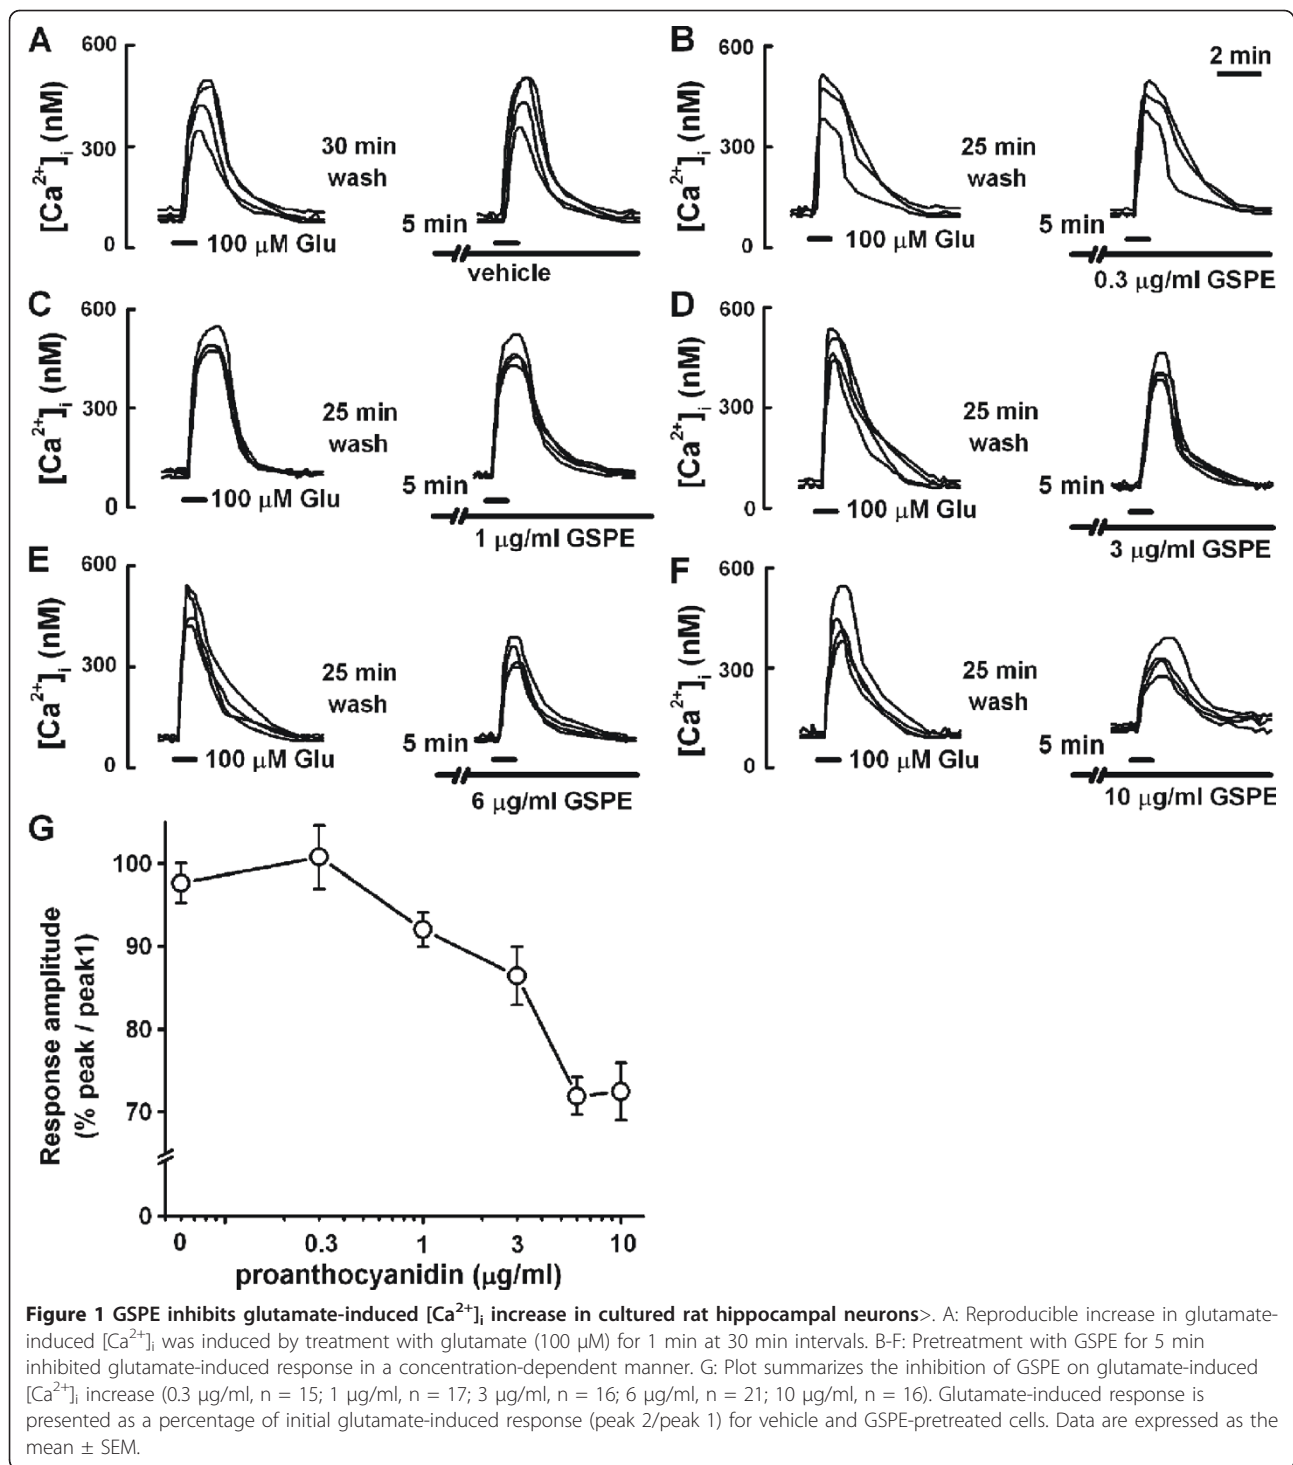 A
600
300
0
[Ca2+]i (nM)
30 min
wash
100 μM Glu
5 min
vehicle
B
600
300
0
[Ca2+]i (nM)
2 min
25 min
wash
100 μM Glu
5 min
0.3 μg/ml GSPE
C
600
300
0
[Ca2+]i (nM)
25 min
wash
100 μM Glu
5 min
1 μg/ml GSPE
D
600
300
0
[Ca2+]i (nM)
25 min
wash
100 μM Glu
5 min
3 μg/ml GSPE
E
600
300
0
[Ca2+]i (nM)
25 min
wash
100 μM Glu
5 min
6 μg/ml GSPE
F
600
300
0
[Ca2+]i (nM)
25 min
wash
100 μM Glu
5 min
10 μg/ml GSPE
G
100
90
80
70
0
Response amplitude
(% peak / peak1)
0 0.3 1 3 10
proanthocyanidin (μg/ml)
Figure 1 GSPE inhibits glutamate-induced [Ca2+]i increase in cultured rat hippocampal neurons>. A: Reproducible increase in glutamate-
induced [Ca2+]i was induced by treatment with glutamate (100 μM) for 1 min at 30 min intervals. B-F: Pretreatment with GSPE for 5 min
inhibited glutamate-induced response in a concentration-dependent manner. G: Plot summarizes the inhibition of GSPE on glutamate-induced
[Ca2+]i increase (0.3 μg/ml, n = 15; 1 μg/ml, n = 17; 3 μg/ml, n = 16; 6 μg/ml, n = 21; 10 μg/ml, n = 16). Glutamate-induced response is
presented as a percentage of initial glutamate-induced response (peak 2/peak 1) for vehicle and GSPE-pretreated cells. Data are expressed as the
mean ± SEM.